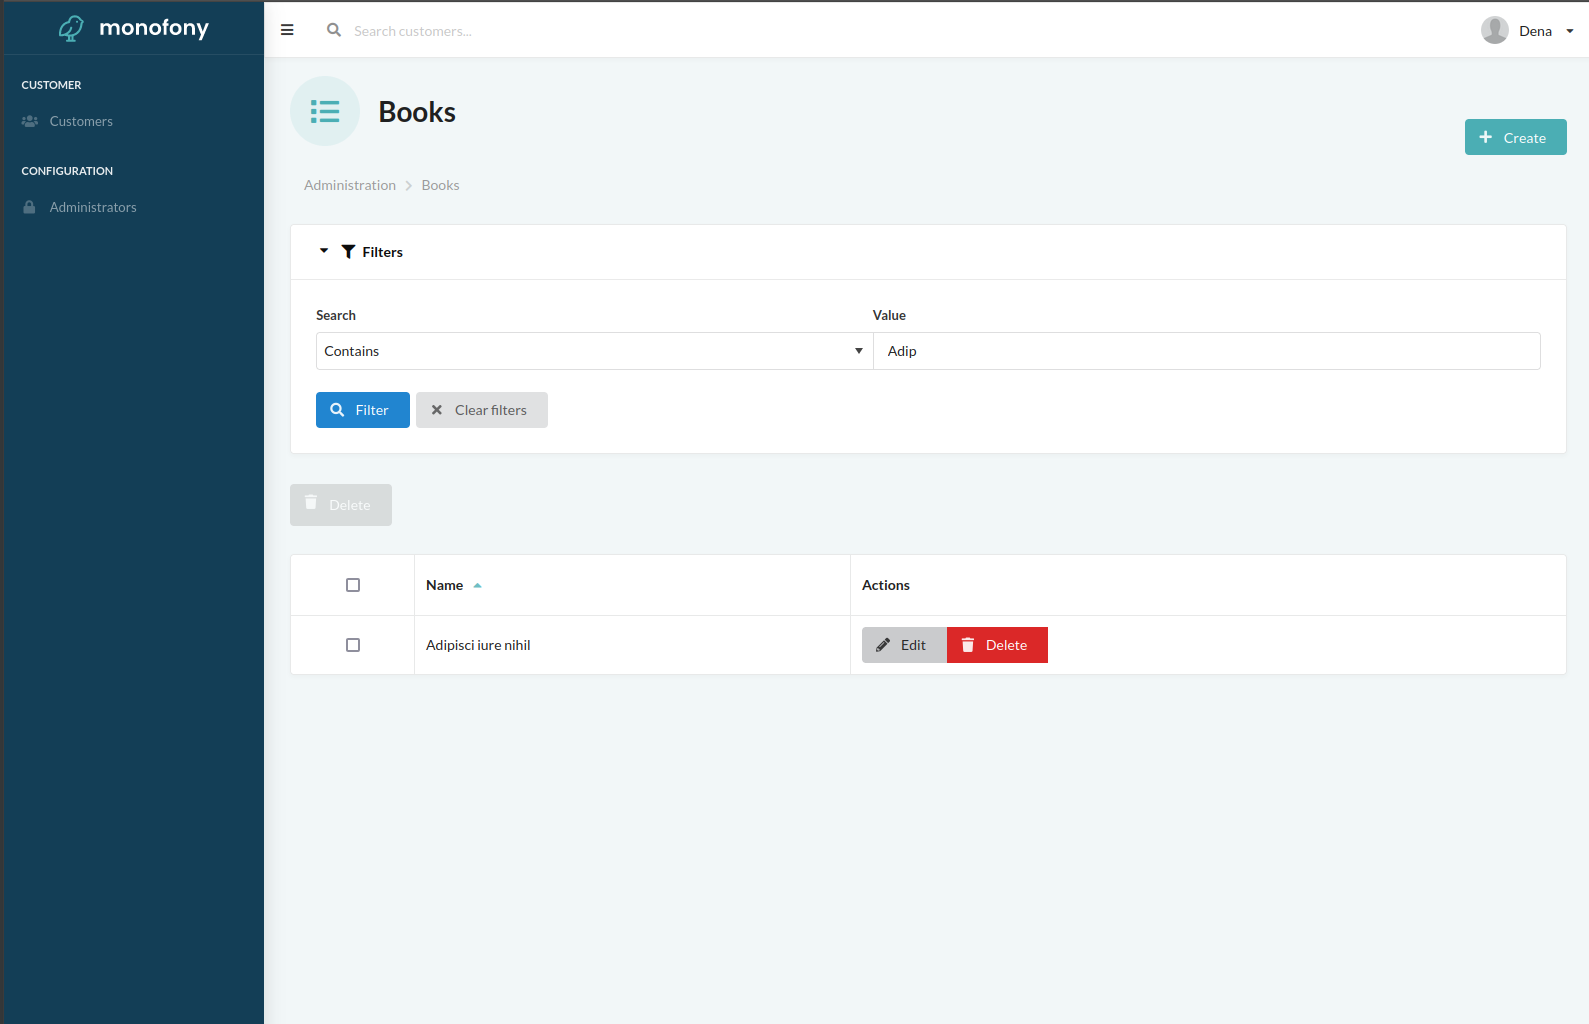 monofony
Search customers...
Dena
CUSTOMER
Customers
CONFIGURATION
Administrators
Books
Create
Administration Books
Filters
Search Value
Contains Adip
Filter Clear filters
Delete
Name Actions
Adipisci iure nihil Edit Delete